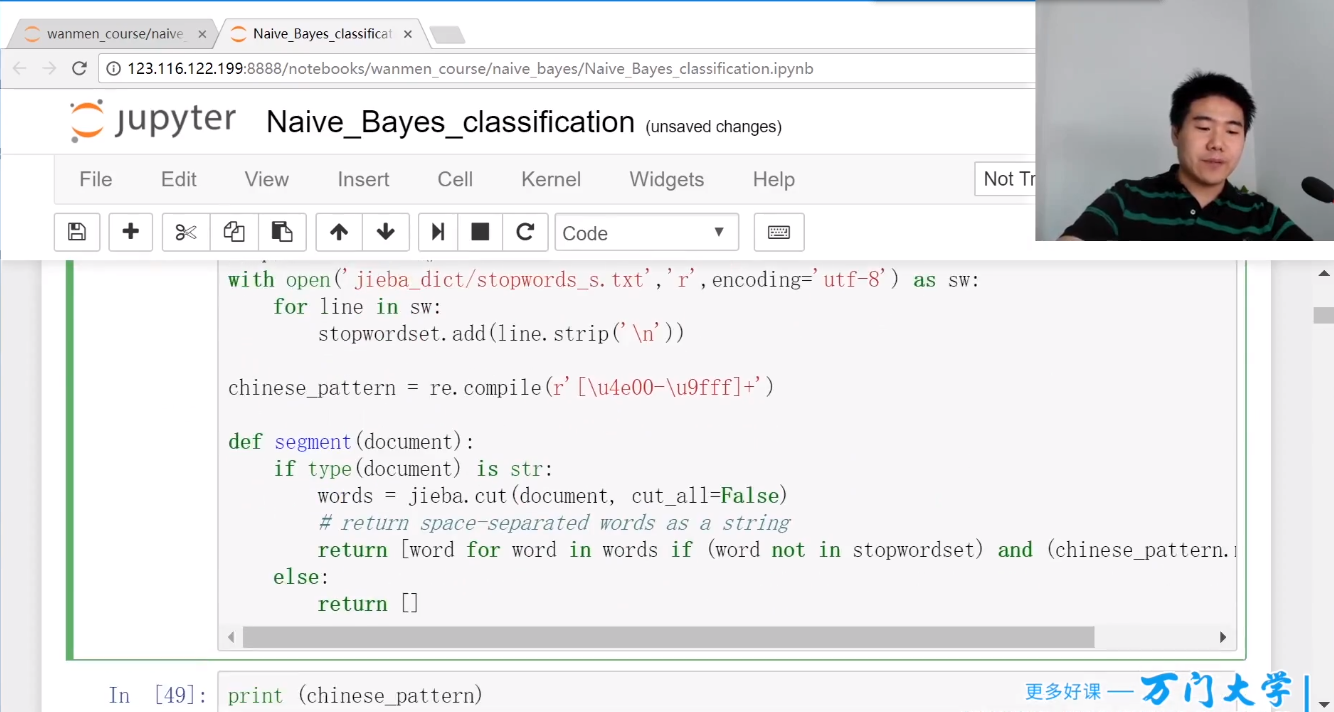 wanmen_course/naive_
Naive_Bayes_classificat
123.116.122.199:8888/notebooks/wanmen_course/naive_bayes/Naive_Bayes_classification.ipynb
jupyter Naive_Bayes_classification (unsaved changes)
File Edit View Insert Cell Kernel Widgets Help Not Tr
Code
with open('jieba_dict/stopwords_s.txt','r',encoding='utf-8') as sw:
    for line in sw:
        stopwordset.add(line.strip('\n'))
chinese_pattern = re.compile(r'[\u4e00-\u9fff]+')
def segment(document):
    if type(document) is str:
        words = jieba.cut(document, cut_all=False)
        # return space-separated words as a string
        return [word for word in words if (word not in stopwordset) and (chinese_pattern.
    else:
        return []
In [49]: print (chinese_pattern)
更多好课 — 万门大学